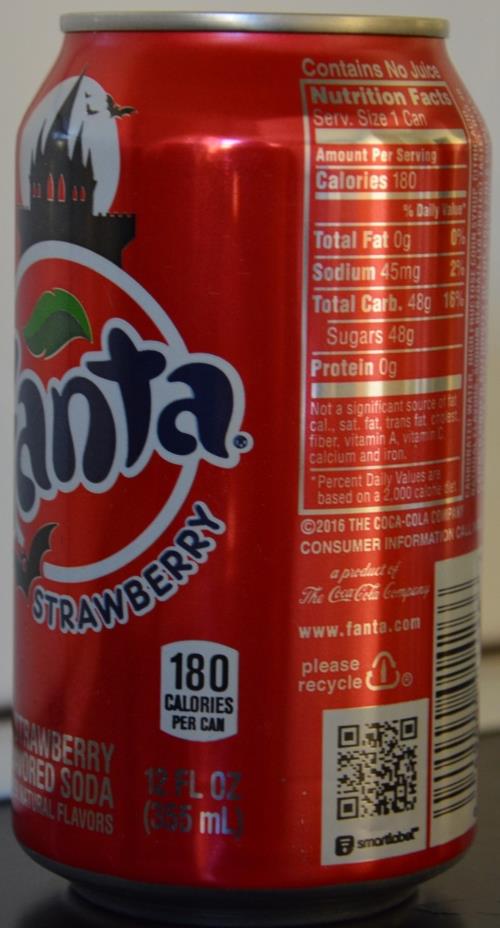 anta®
STRAWBERRY
180
CALORIES
PER CAN
STRAWBERRY
ORED SODA
NATURAL FLAVORS
12 FL OZ
(355 mL)
Contains No Juice
Nutrition Facts
Serv. Size 1 Can
Amount Per Serving
Calories 180
% Daily Value*
Total Fat 0g 0%
Sodium 45mg 2%
Total Carb. 48g 16%
Sugars 48g
Protein 0g
Not a significant source of fat
cal., sat. fat, trans fat, cholest.,
fiber, vitamin A, vitamin C,
calcium and iron.
*Percent Daily Values are
based on a 2,000 calorie diet.
©2016 THE COCA-COLA COMPANY
CONSUMER INFORMATION CALL
a product of
The Coca-Cola Company
www.fanta.com
please
recycle
smartlabel™